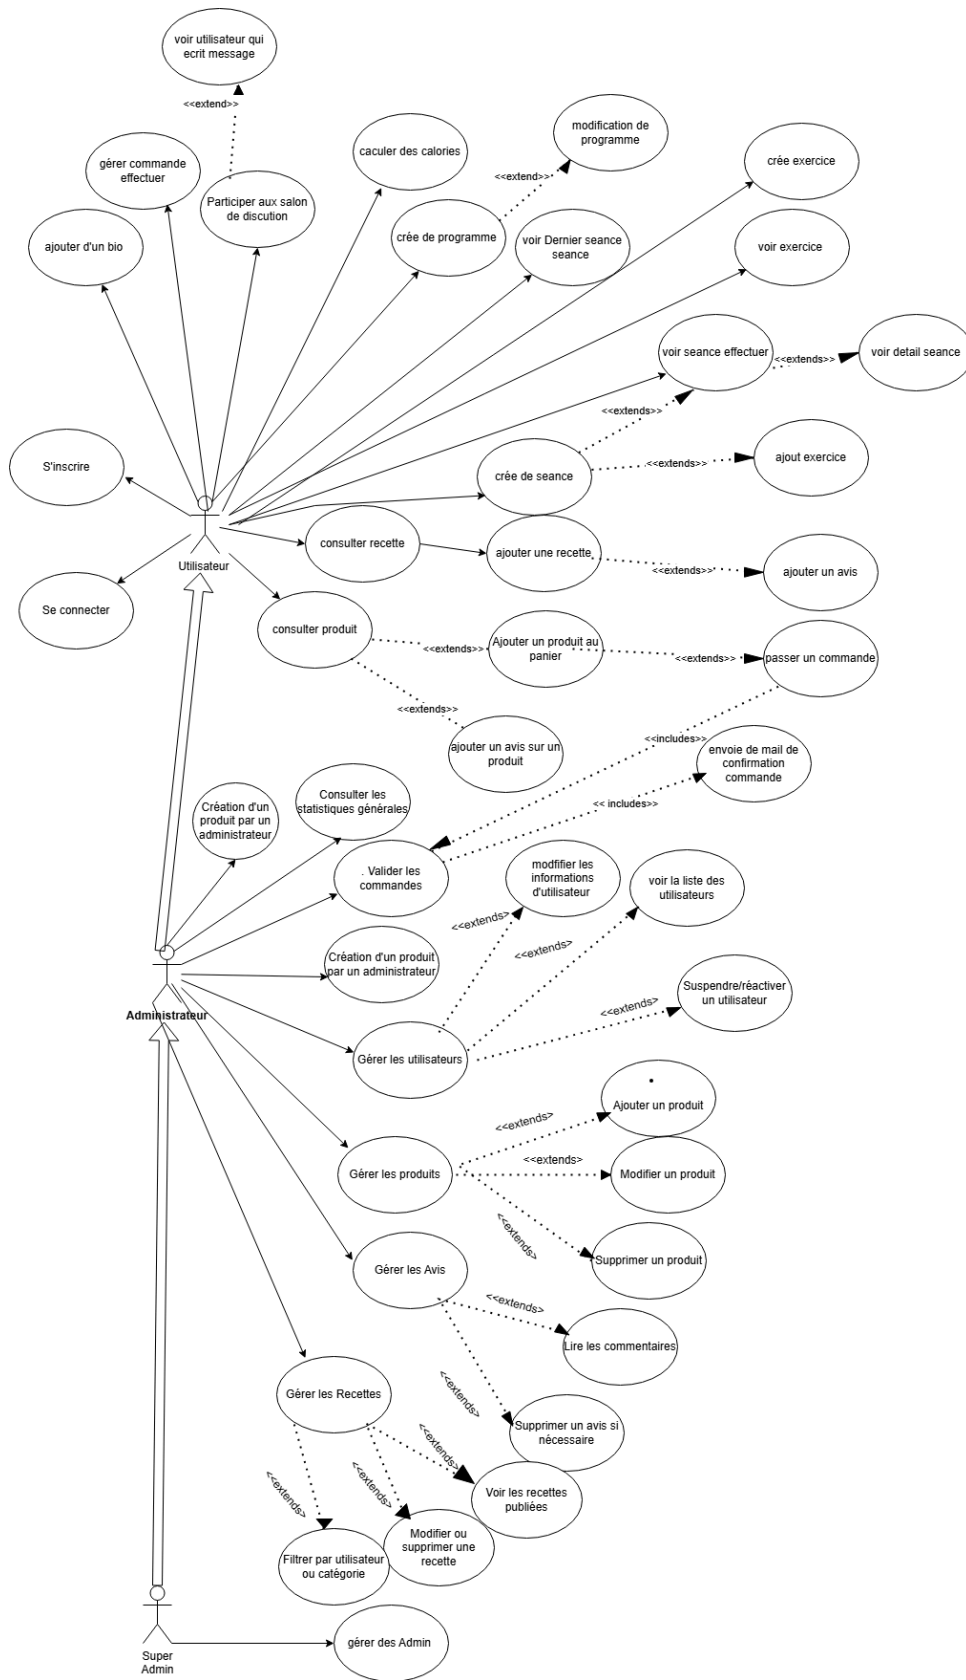 voir utilisateur qui
ecrit message
<<extend>>
gérer commande
effectuer
Participer aux salon
de discution
ajouter d'un bio
caculer des calories
modification de
programme
<<extend>>
crée de programme
voir Dernier seance
seance
crée exercice
voir exercice
voir seance effectuer
<<extends>>
voir detail seance
<<extends>>
S'inscrire
crée de seance
<<extends>>
ajout exercice
Utilisateur
consulter recette
ajouter une recette
<<extends>>
ajouter un avis
Se connecter
consulter produit
<<extends>>
Ajouter un produit au
panier
<<extends>>
passer un commande
<<extends>>
ajouter un avis sur un
produit
<<includes>>
envoie de mail de
confirmation
commande
Création d'un
produit par un
administrateur
Consulter les
statistiques générales
<< includes>>
. Valider les
commandes
modfifier les
informations
d'utilisateur
voir la liste des
utilisateurs
<<extends>
<<extends>
Création d'un produit
par un administrateur
Suspendre/réactiver
un utilisateur
<<extends>
Administrateur
Gérer les utilisateurs
•
Ajouter un produit
<<extends>
Gérer les produits
<<extends>
Modifier un produit
<<extends>
Supprimer un produit
Gérer les Avis
<<extends>
Lire les commentaires
<<extends>
Supprimer un avis si
nécessaire
Gérer les Recettes
<<extends>
Voir les recettes
publiées
<<extends>
Modifier ou
supprimer une
recette
<<extends>
Filtrer par utilisateur
ou catégorie
Super
Admin
gérer des Admin